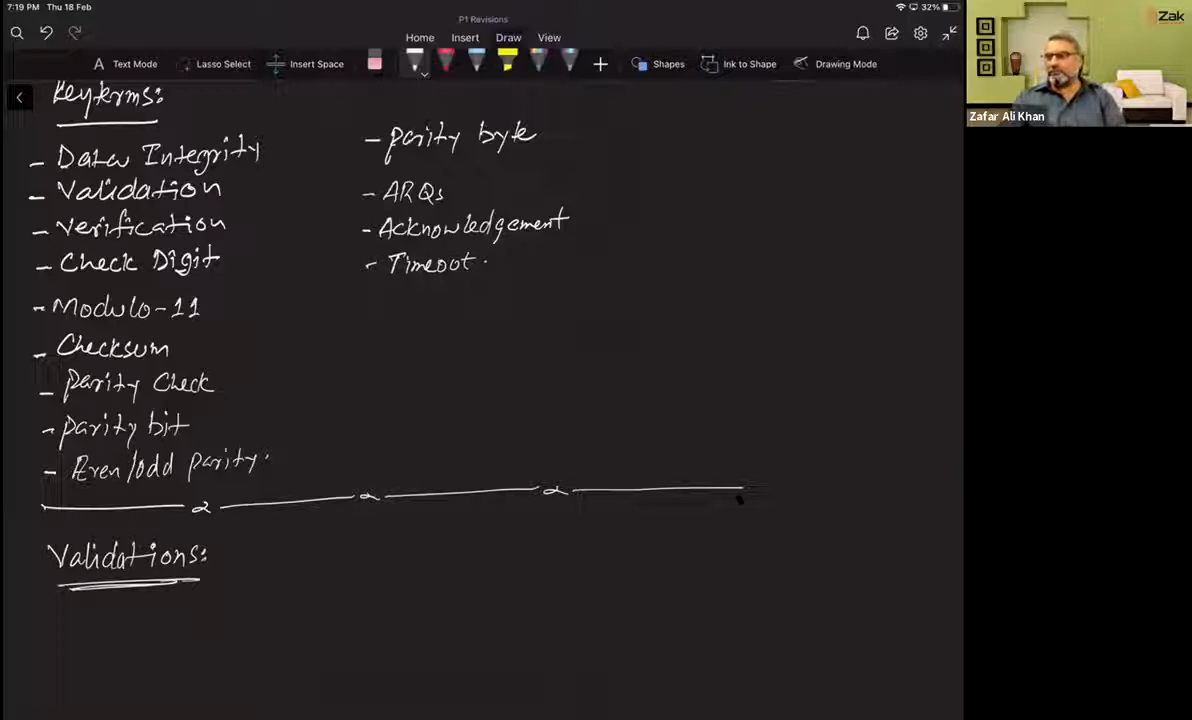 7:19 PM Thu 18 Feb
32%
P1 Revisions
Home Insert Draw View
Text Mode Lasso Select Insert Space Shapes Ink to Shape Drawing Mode
Zak
Zafar Ali Khan
Keyterms:
- Data Integrity
- Validation
- Verification
- Check Digit
- Modulo-11
- Checksum
- Parity Check
- Parity bit
- Even/odd parity.
- Parity byte
- ARQs
- Acknowledgement
- Timeout.
Validations: